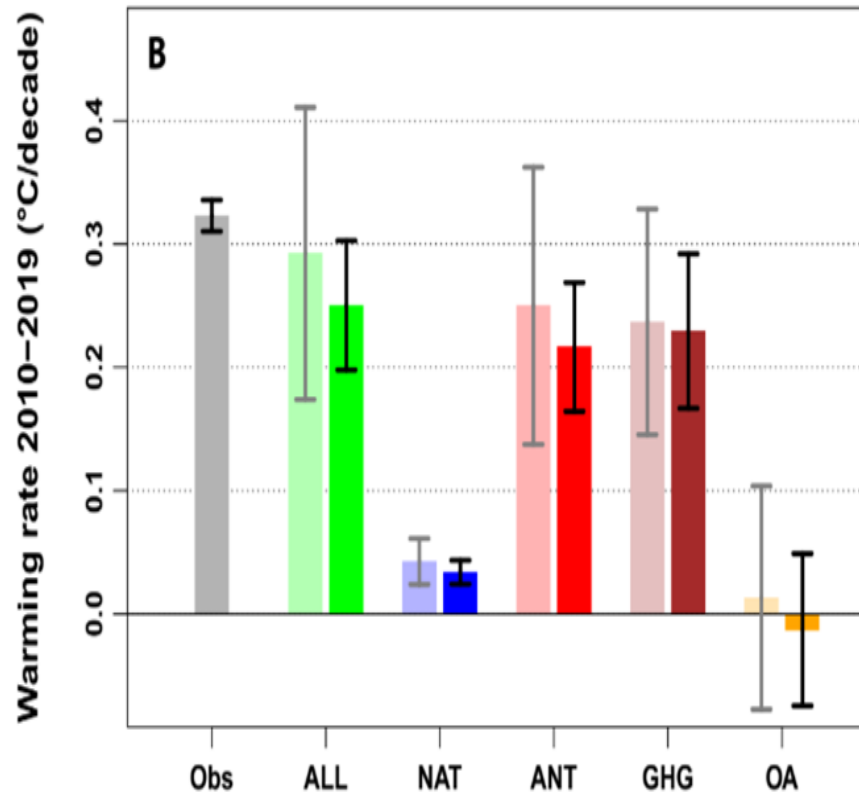 B
Warming rate 2010–2019 (°C/decade)
0.4
0.3
0.2
0.1
0.0
Obs ALL NAT ANT GHG OA